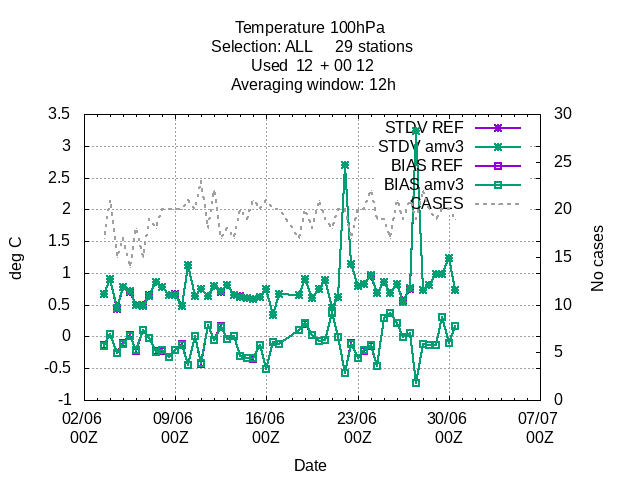 Temperature 100hPa
Selection: ALL     29 stations
Used  12  + 00 12
Averaging window: 12h
3.5
3
2.5
2
1.5
1
0.5
0
-0.5
-1
deg C
STDV REF
STDV amv3
BIAS REF
BIAS amv3
CASES
30
25
20
15
10
5
0
No cases
02/06 09/06 16/06 23/06 30/06 07/07
00Z 00Z 00Z 00Z 00Z 00Z
Date